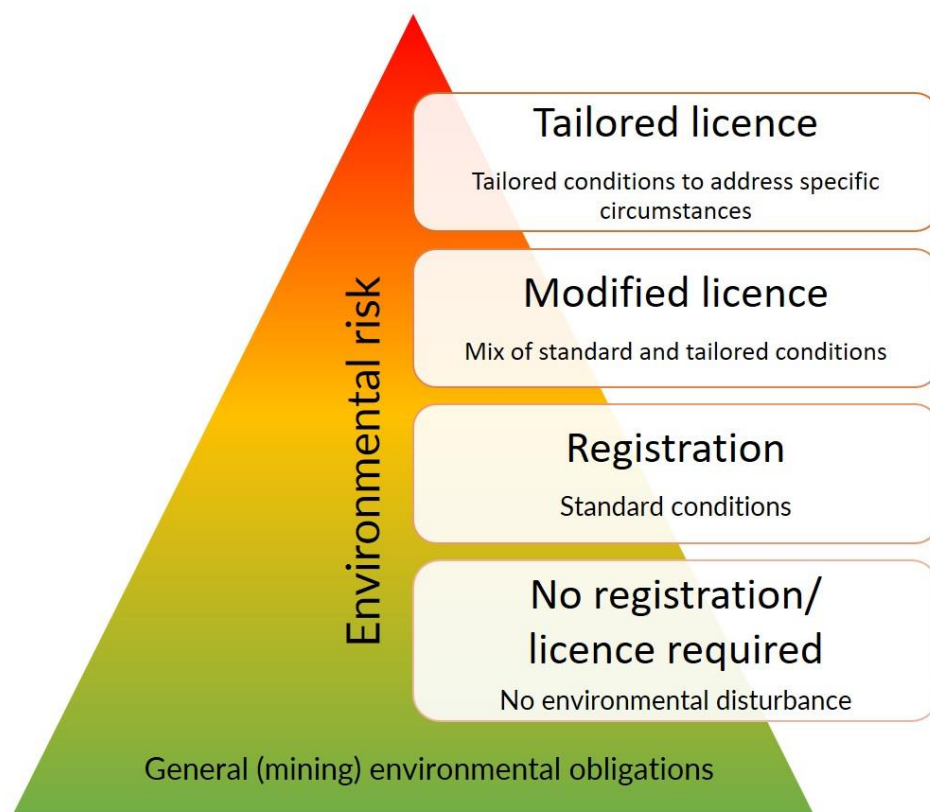 Tailored licence
Tailored conditions to address specific
circumstances
Modified licence
Mix of standard and tailored conditions
Registration
Standard conditions
No registration/
licence required
No environmental disturbance
Environmental risk
General (mining) environmental obligations